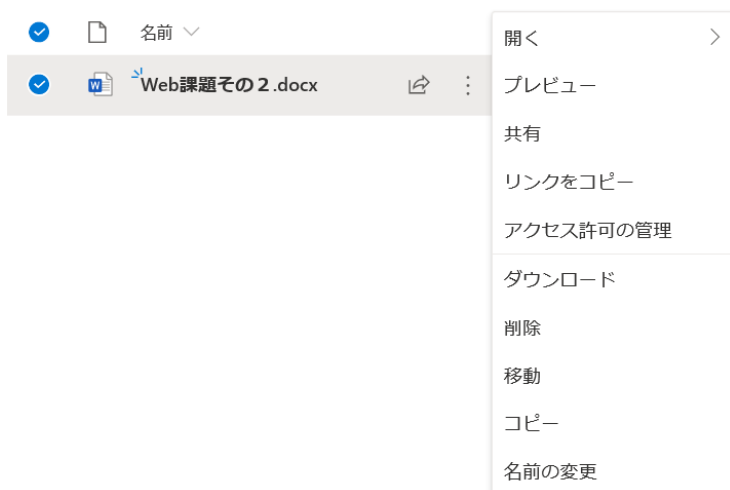 名前
Web課題その２.docx
開く
プレビュー
共有
リンクをコピー
アクセス許可の管理
ダウンロード
削除
移動
コピー
名前の変更